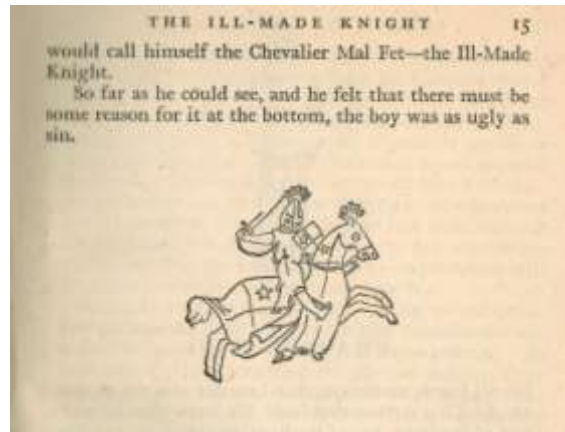 THE ILL-MADE KNIGHT 15
would call himself the Chevalier Mal Fet—the Ill-Made
Knight.
So far as he could see, and he felt that there must be
some reason for it at the bottom, the boy was as ugly as
sin.